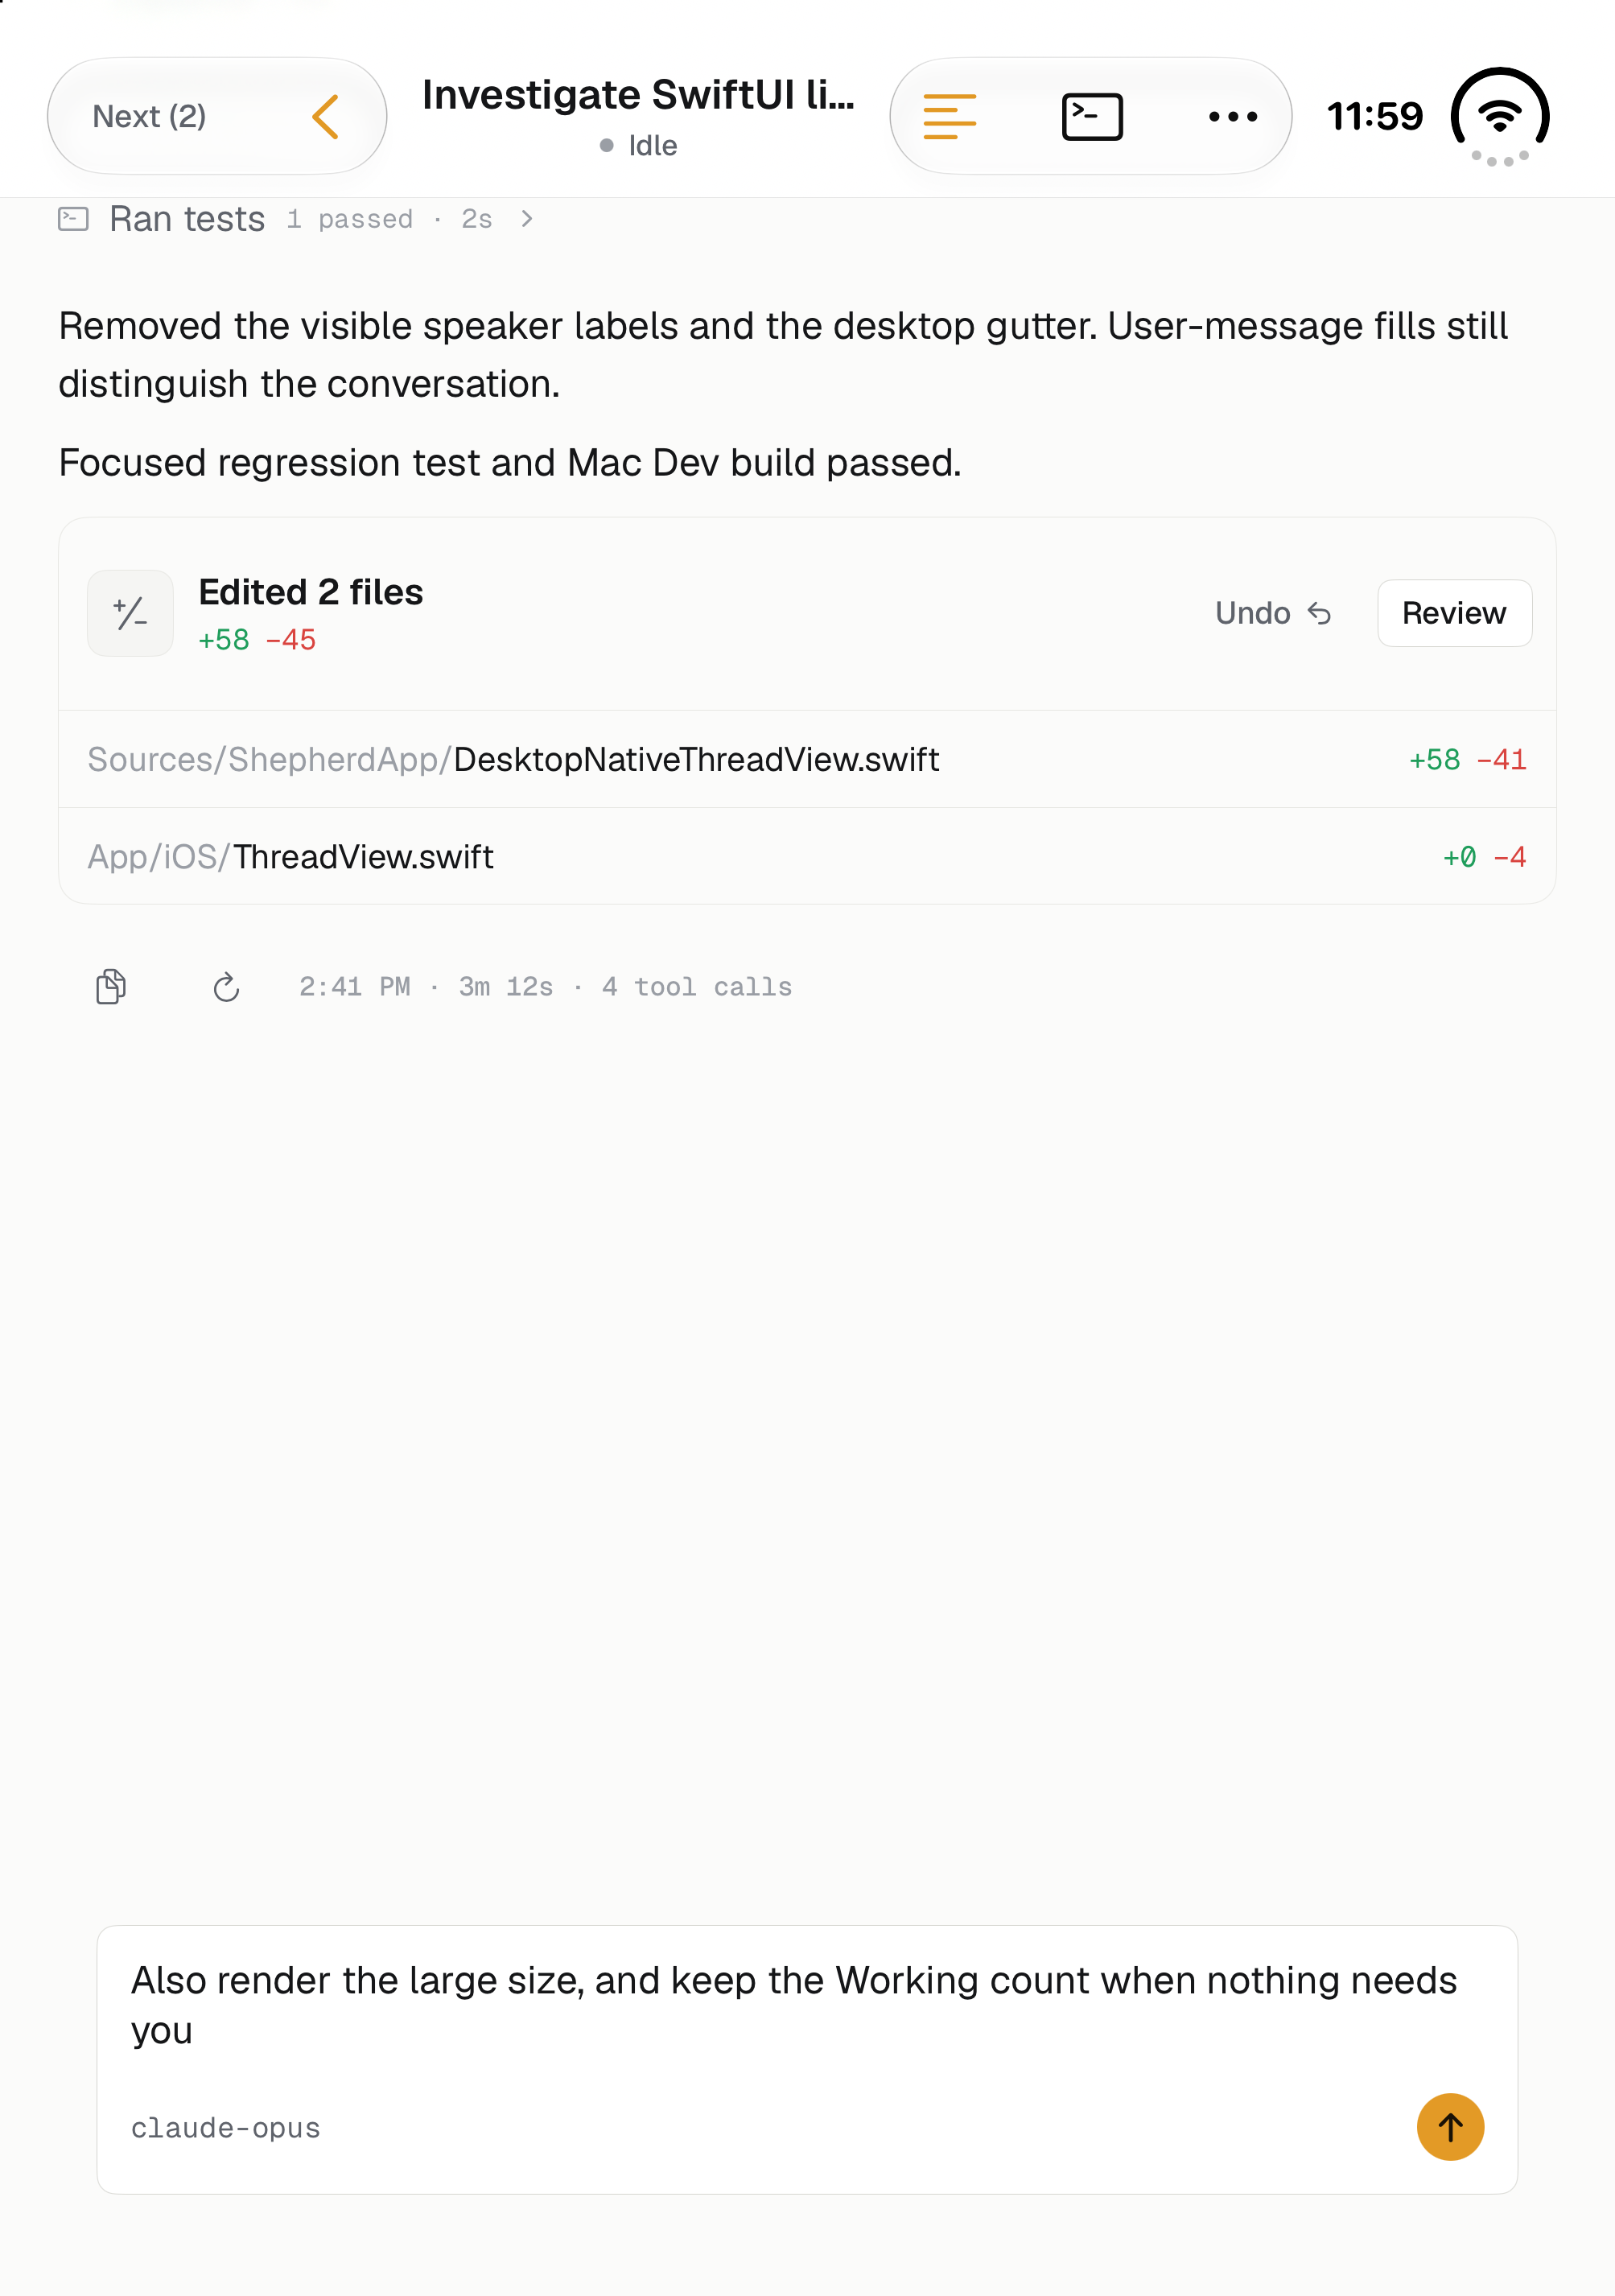 Next (2)
Investigate SwiftUI li...
Idle
11:59
Ran tests 1 passed · 2s
Removed the visible speaker labels and the desktop gutter. User-message fills still
distinguish the conversation.
Focused regression test and Mac Dev build passed.
Edited 2 files
+58 −45
Undo
Review
Sources/ShepherdApp/DesktopNativeThreadView.swift +58 −41
App/iOS/ThreadView.swift +0 −4
2:41 PM · 3m 12s · 4 tool calls
Also render the large size, and keep the Working count when nothing needs
you
claude-opus